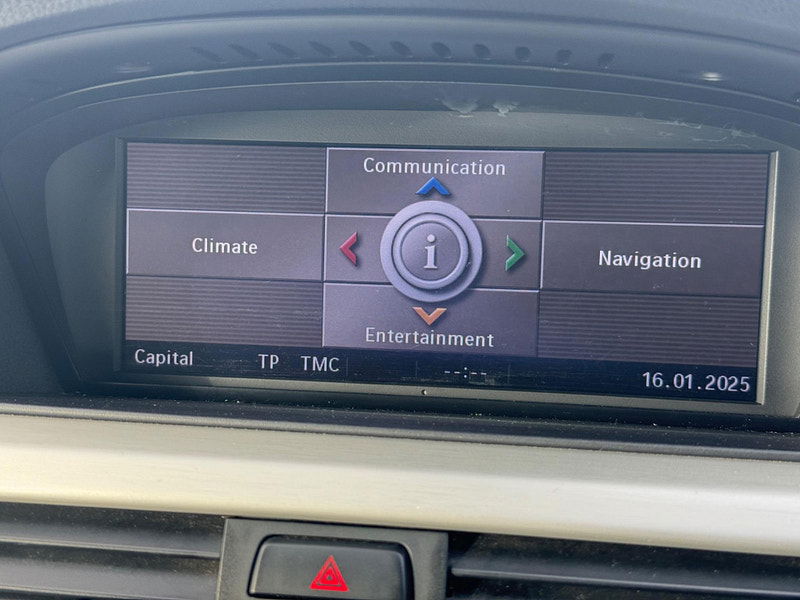 Communication
Climate
i
Navigation
Entertainment
Capital TP TMC --:-- 16.01.2025